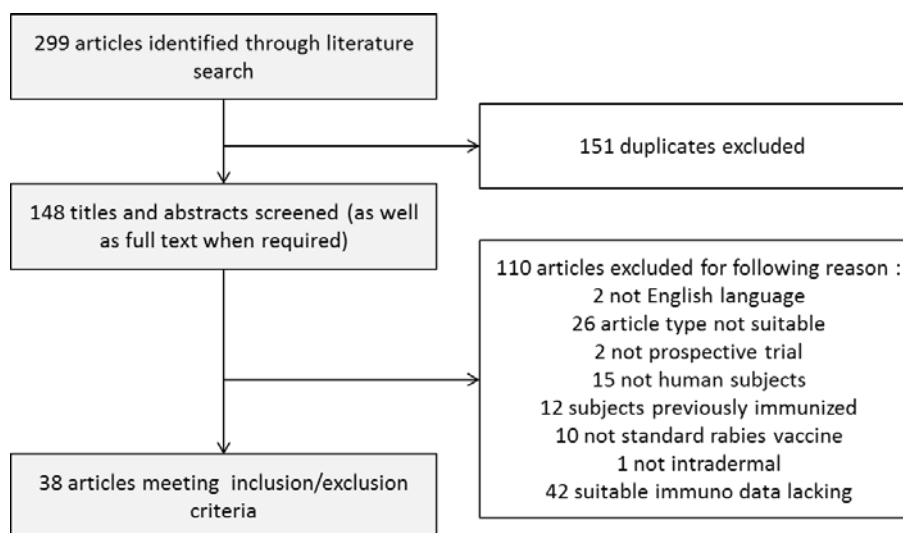 299 articles identified through literature
search
151 duplicates excluded
148 titles and abstracts screened (as well
as full text when required)
110 articles excluded for following reason :
2 not English language
26 article type not suitable
2 not prospective trial
15 not human subjects
12 subjects previously immunized
10 not standard rabies vaccine
1 not intradermal
42 suitable immuno data lacking
38 articles meeting inclusion/exclusion
criteria